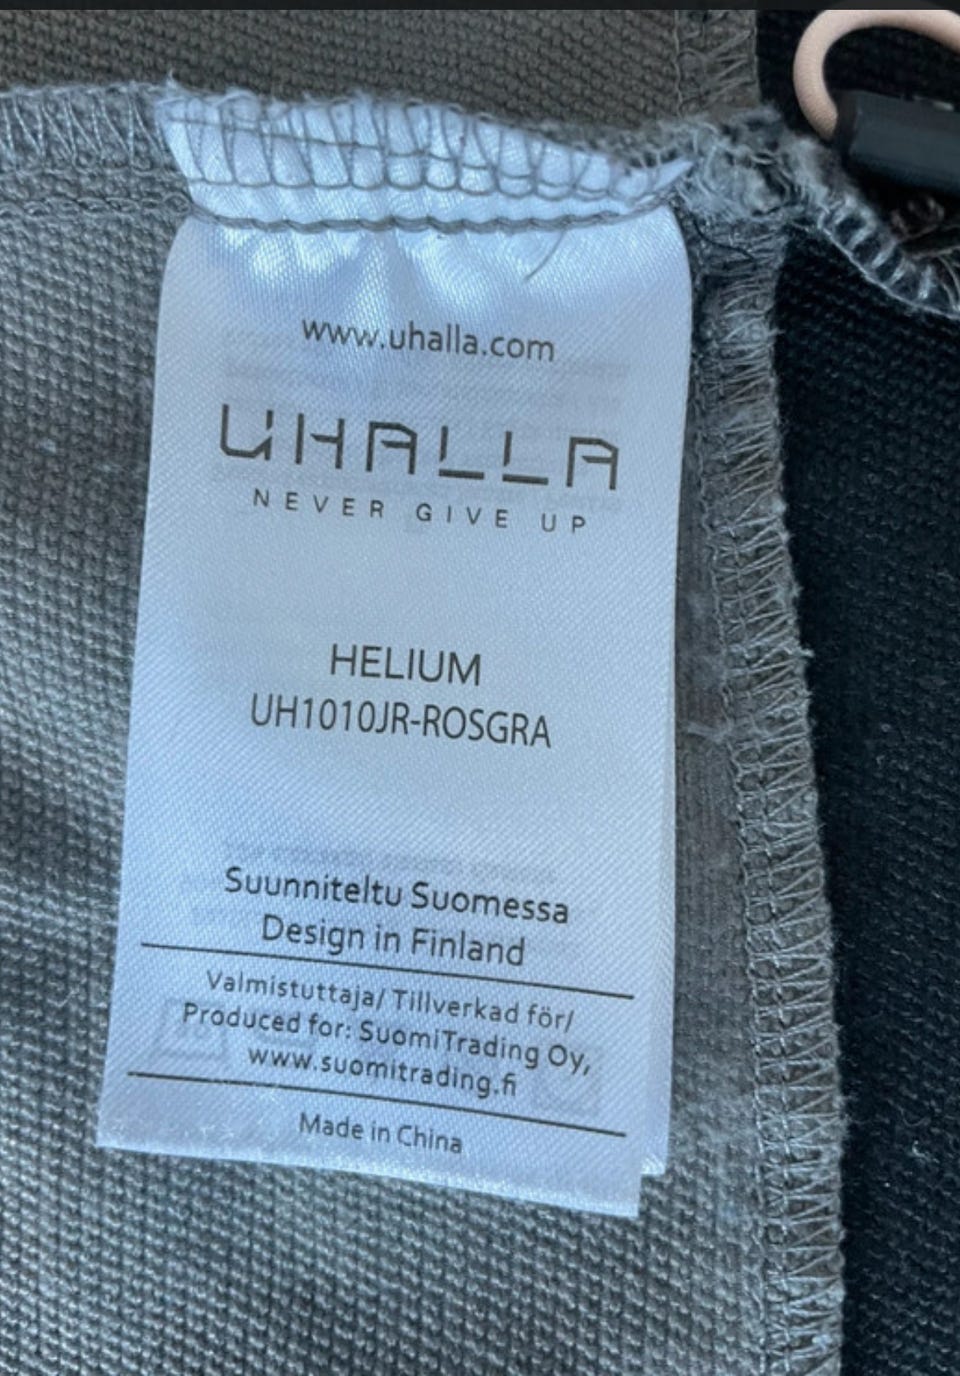 www.uhalla.com
UHALLA
NEVER GIVE UP
HELIUM
UH1010JR-ROSGRA
Suunniteltu Suomessa
Design in Finland
Valmistuttaja/ Tillverkad för/
Produced for: SuomiTrading Oy,
www.suomitrading.fi
Made in China